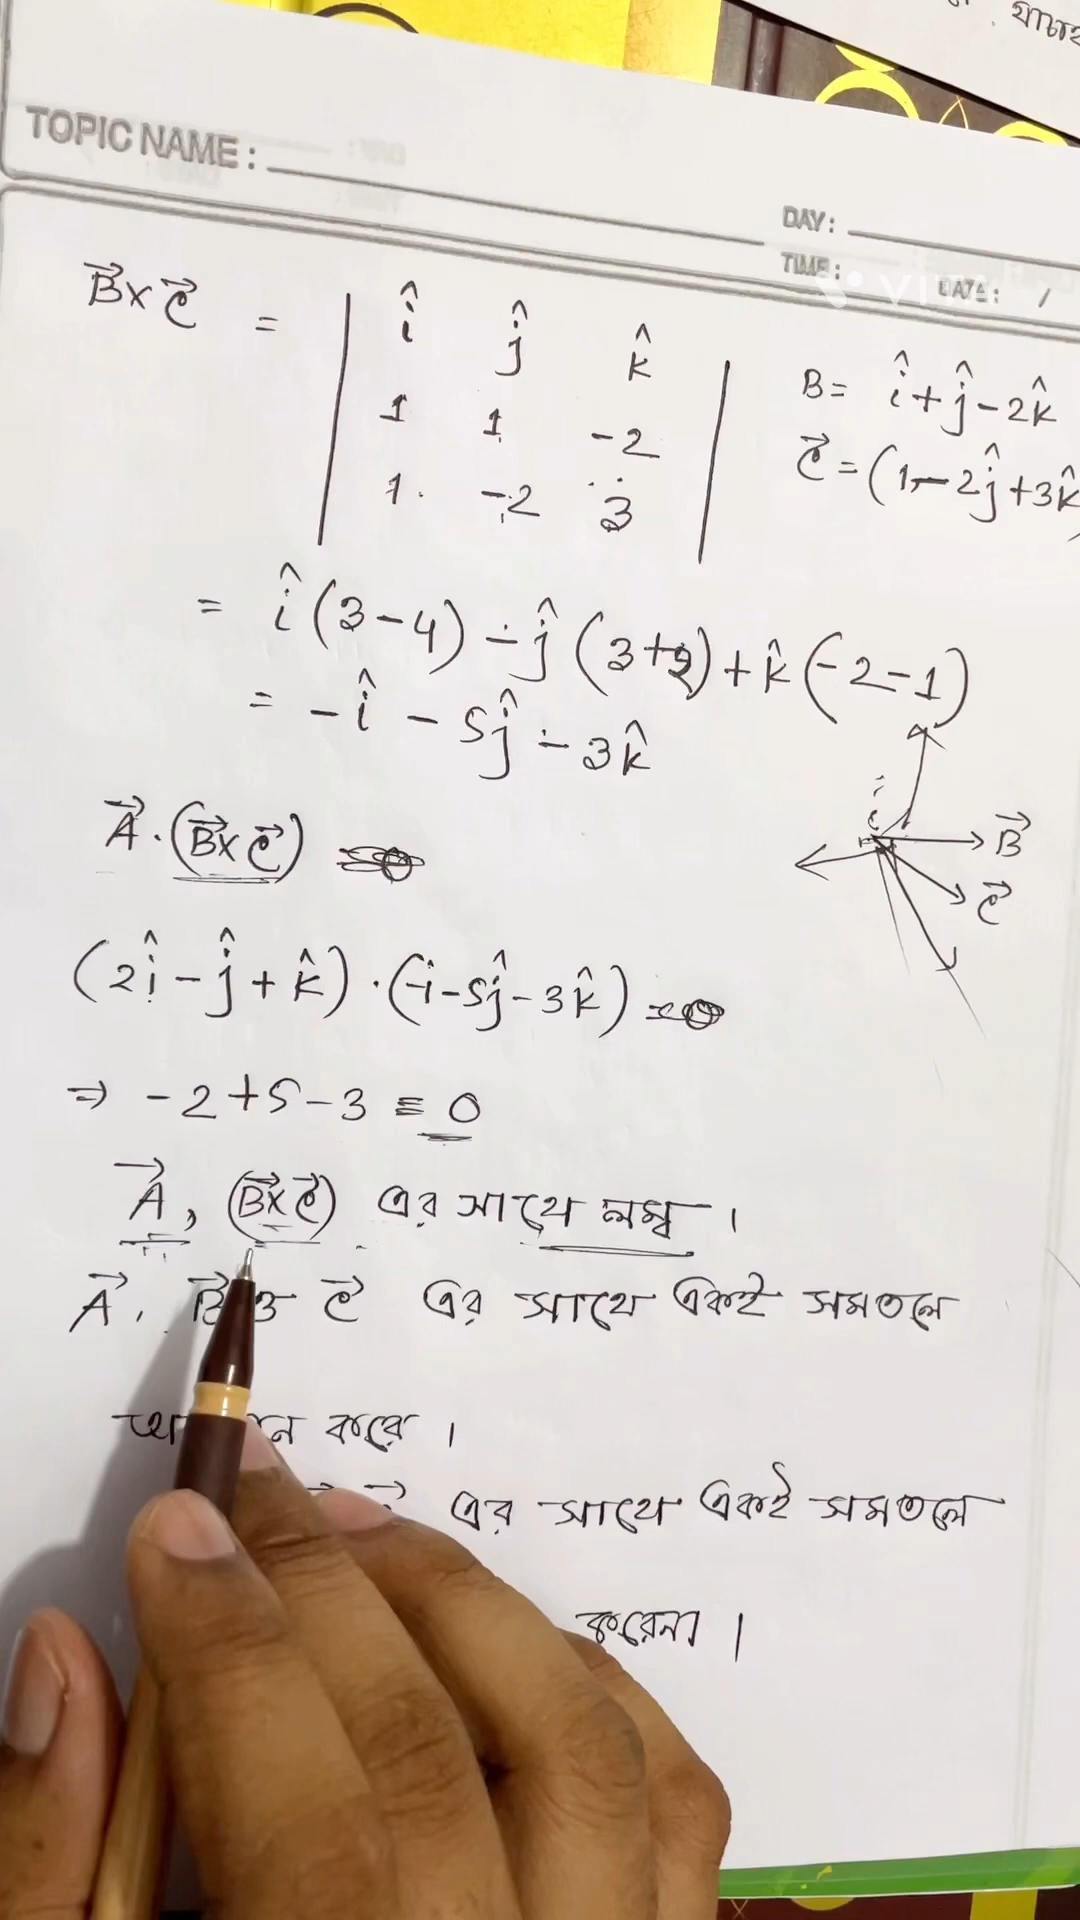 যাচাই
TOPIC NAME :
DAY :
TIME :
DATE : /
VITA
B⃗×C⃗ = | î ĵ k̂ |
| 1 1 -2 |
| 1 -2 3 |
B = î + ĵ - 2k̂
C⃗ = (1 - 2ĵ + 3k̂)
= î (3-4) - ĵ (3+2) + k̂ (-2-1)
= - î - 5ĵ - 3k̂
B⃗
C⃗
A⃗ . (B⃗×C⃗)
(2î - ĵ + k̂) . (-i - 5ĵ - 3k̂)
⇒ -2+5-3 = 0
A⃗, (B⃗×C⃗) এর সাথে লম্ব ।
A⃗, B⃗ ও C⃗ এর সাথে একই সমতলে
করে ।
এর সাথে একই সমতলে
করেনা ।